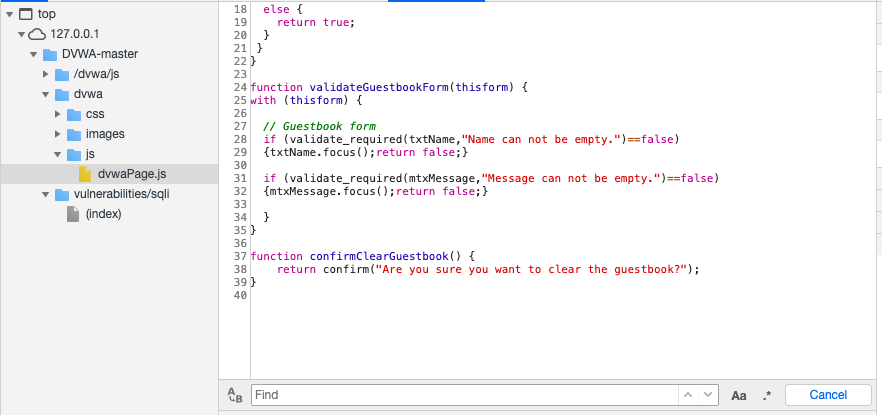 top
127.0.0.1
DVWA-master
/dvwa/js
dvwa
css
images
js
dvwaPage.js
vulnerabilities/sqli
(index)
18 else {
19 return true;
20 }
21 }
22 }
23
24 function validateGuestbookForm(thisform) {
25 with (thisform) {
26
27 // Guestbook form
28 if (validate_required(txtName,"Name can not be empty.")==false)
29 {txtName.focus();return false;}
30
31 if (validate_required(mtxMessage,"Message can not be empty.")==false)
32 {mtxMessage.focus();return false;}
33
34 }
35 }
36
37 function confirmClearGuestbook() {
38 return confirm("Are you sure you want to clear the guestbook?");
39 }
40
A B Find Aa .* Cancel